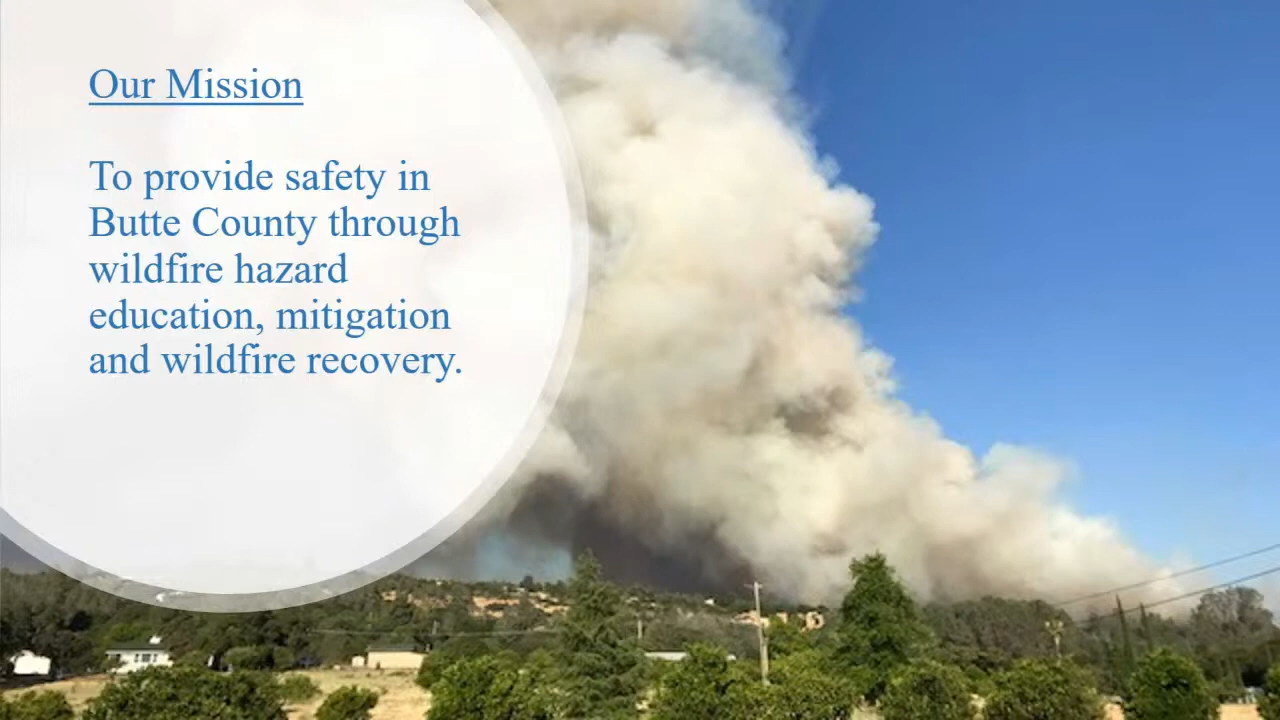 Our Mission
To provide safety in
Butte County through
wildfire hazard
education, mitigation
and wildfire recovery.